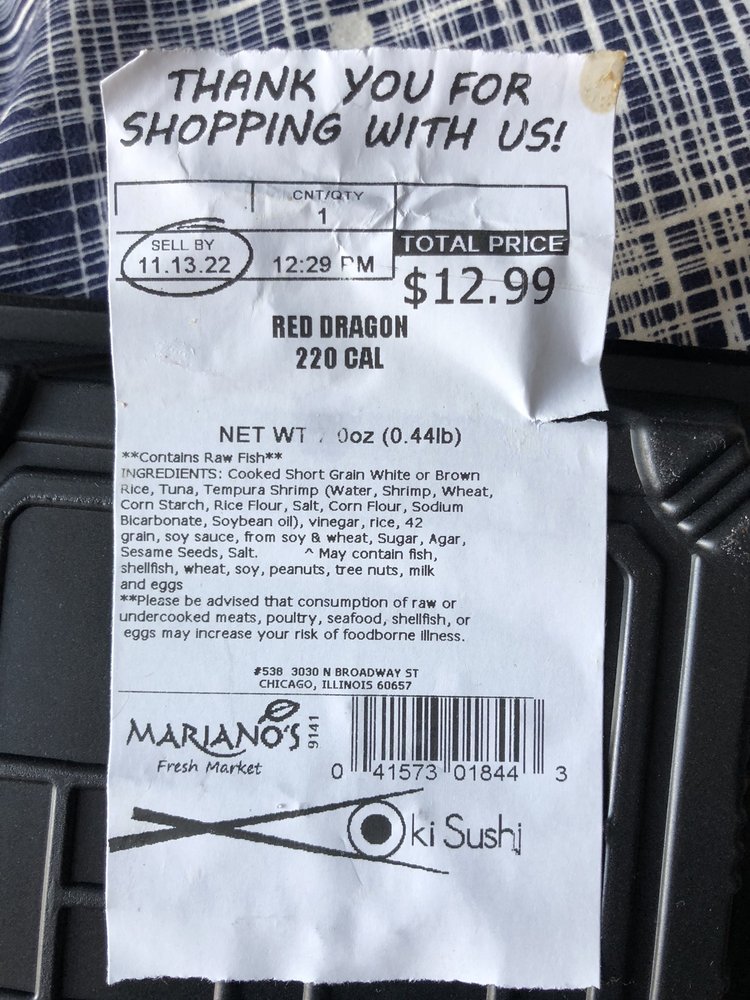 THANK YOU FOR
SHOPPING WITH US!
CNT/QTY
1
SELL BY
11.13.22
12:29 PM
TOTAL PRICE
$12.99
RED DRAGON
220 CAL
NET WT 0oz (0.44lb)
**Contains Raw Fish**
INGREDIENTS: Cooked Short Grain White or Brown
Rice, Tuna, Tempura Shrimp (Water, Shrimp, Wheat,
Corn Starch, Rice Flour, Salt, Corn Flour, Sodium
Bicarbonate, Soybean oil), vinegar, rice, 42
grain, soy sauce, from soy & wheat, Sugar, Agar,
Sesame Seeds, Salt. ^ May contain fish,
shellfish, wheat, soy, peanuts, tree nuts, milk
and eggs
**Please be advised that consumption of raw or
undercooked meats, poultry, seafood, shellfish, or
eggs may increase your risk of foodborne illness.
#538 3030 N BROADWAY ST
CHICAGO, ILLINOIS 60657
MARIANO'S
Fresh Market
9141
0 41573 01844 3
Oki Sushi